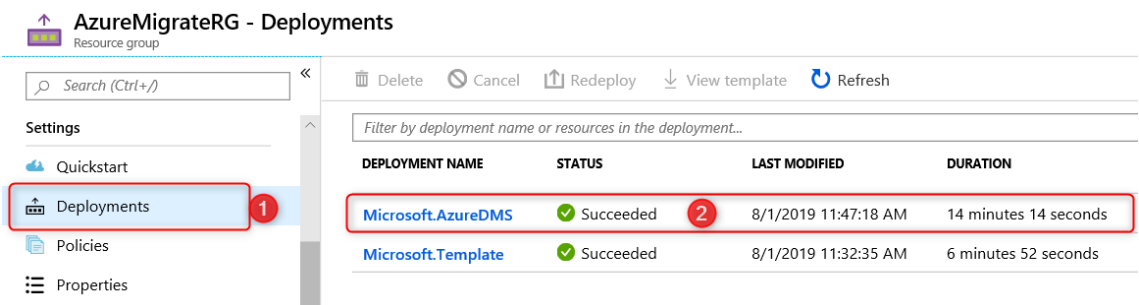 AzureMigrateRG - Deployments
Resource group
Search (Ctrl+/)
«
Delete Cancel Redeploy View template Refresh
Settings
Quickstart
Deployments 1
Policies
Properties
Filter by deployment name or resources in the deployment...
DEPLOYMENT NAME STATUS LAST MODIFIED DURATION
Microsoft.AzureDMS Succeeded 2 8/1/2019 11:47:18 AM 14 minutes 14 seconds
Microsoft.Template Succeeded 8/1/2019 11:32:35 AM 6 minutes 52 seconds